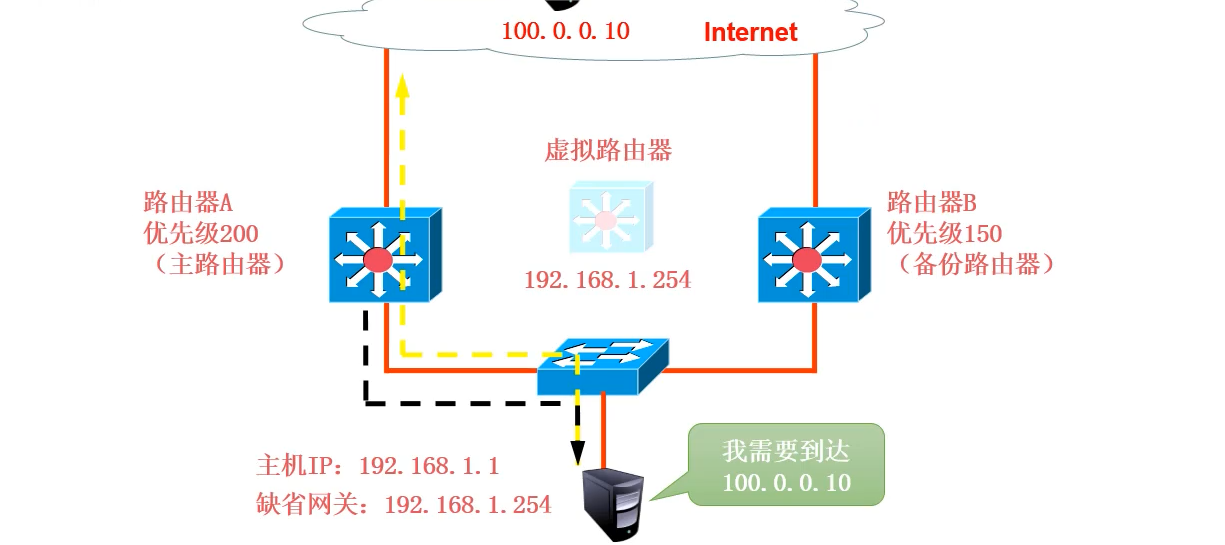 100.0.0.10
Internet
虚拟路由器
路由器A
优先级200
（主路由器）
192.168.1.254
路由器B
优先级150
（备份路由器）
主机IP：192.168.1.1
缺省网关：192.168.1.254
我需要到达
100.0.0.10